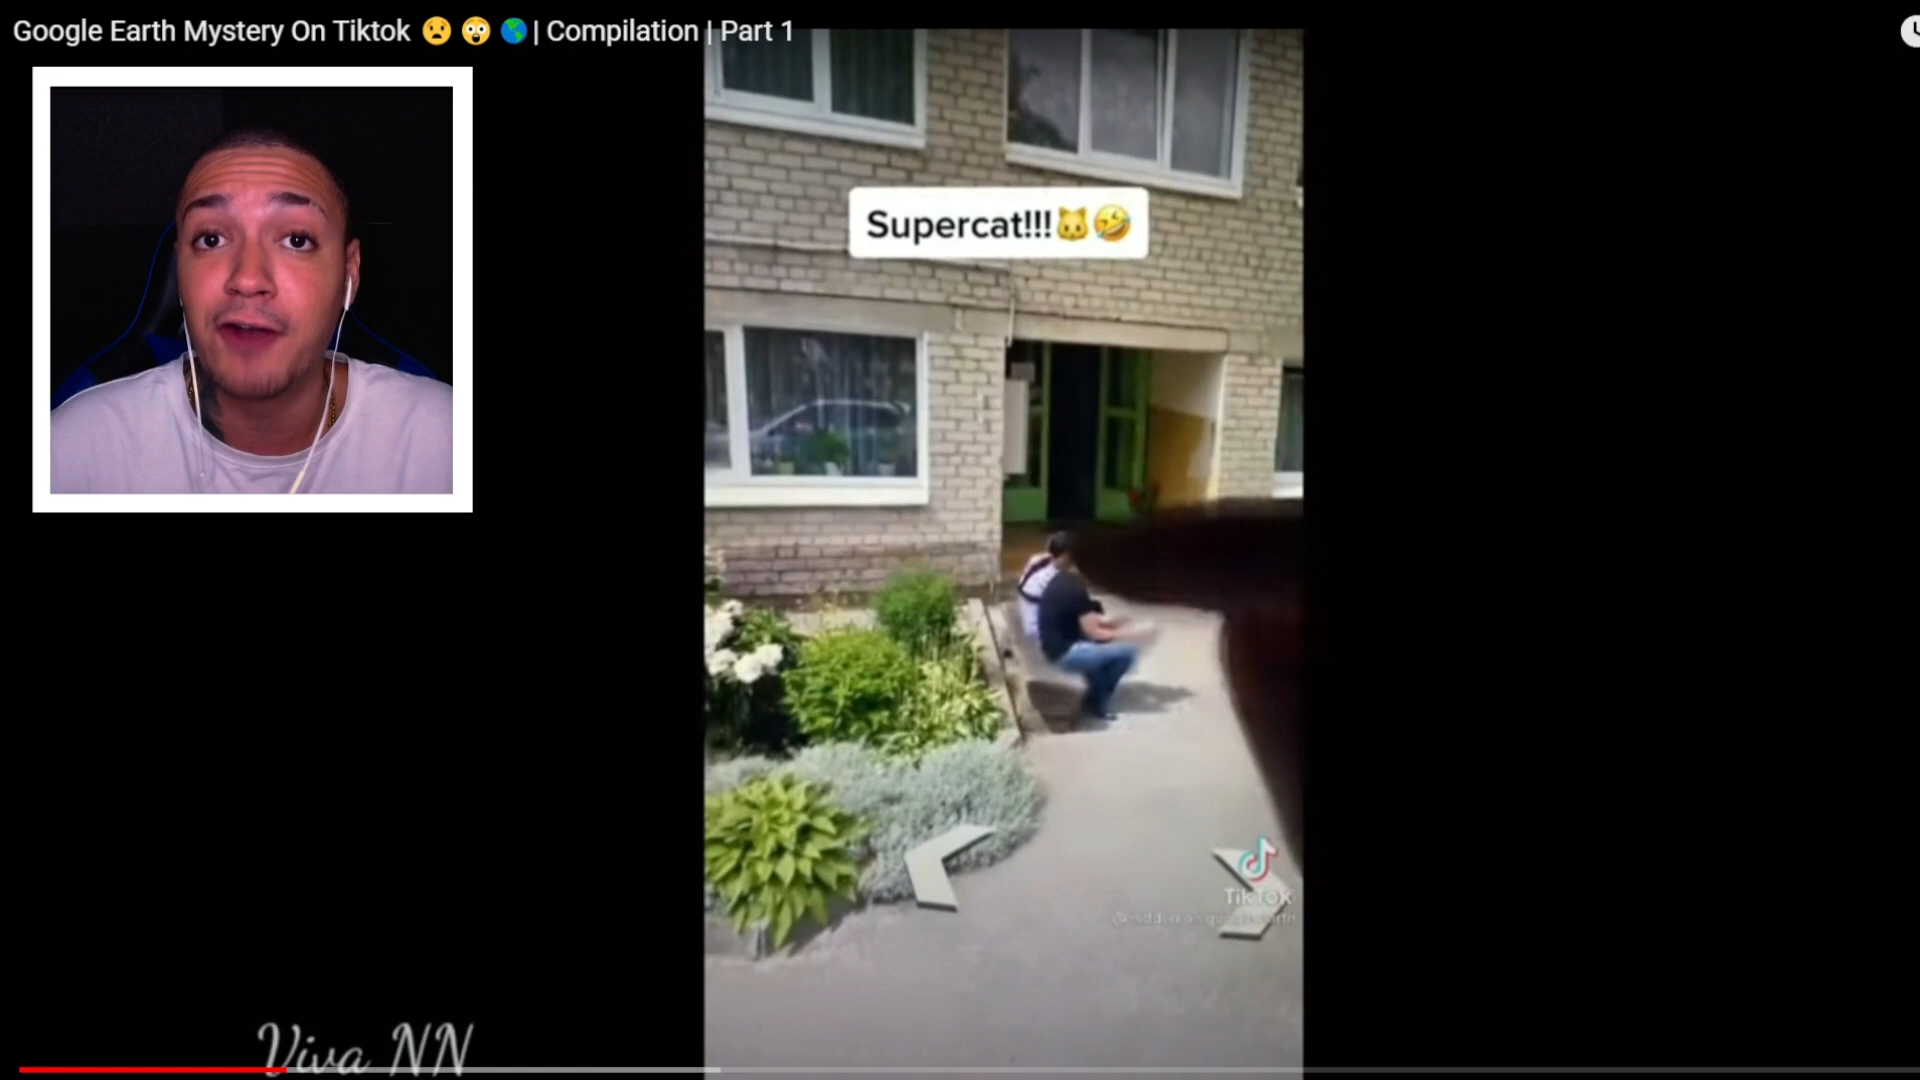 Google Earth Mystery On Tiktok 😟 😳 🌎 | Compilation | Part 1
Supercat!!!🐱🤣
TikTok
Viva NN